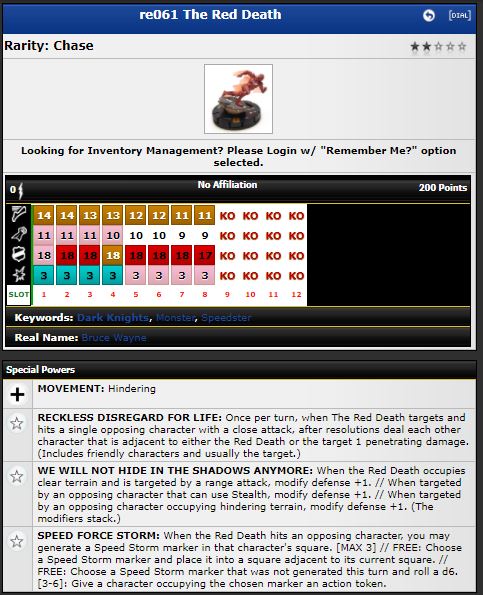 re061 The Red Death
[DIAL]
Rarity: Chase
Looking for Inventory Management? Please Login w/ "Remember Me?" option
selected.
0
No Affiliation
200 Points
14 14 13 13 12 12 11 11 KO KO KO KO
11 11 11 10 10 10 9 9 KO KO KO KO
18 18 18 18 18 18 17 17 KO KO KO KO
3 3 3 3 3 3 3 3 KO KO KO KO
SLOT 1 2 3 4 5 6 7 8 9 10 11 12
Keywords: Dark Knights, Monster, Speedster
Real Name: Bruce Wayne
Special Powers
MOVEMENT: Hindering
RECKLESS DISREGARD FOR LIFE: Once per turn, when The Red Death targets and
hits a single opposing character with a close attack, after resolutions deal each other
character that is adjacent to either the Red Death or the target 1 penetrating damage.
(Includes friendly characters and usually the target.)
WE WILL NOT HIDE IN THE SHADOWS ANYMORE: When the Red Death occupies
clear terrain and is targeted by a range attack, modify defense +1. // When targeted
by an opposing character that can use Stealth, modify defense +1. // When targeted
by an opposing character occupying hindering terrain, modify defense +1. (The
modifiers stack.)
SPEED FORCE STORM: When the Red Death hits an opposing character, you may
generate a Speed Storm marker in that character's square. [MAX 3] // FREE: Choose
a Speed Storm marker and place it into a square adjacent to its current square. //
FREE: Choose a Speed Storm marker that was not generated this turn and roll a d6.
[3-6]: Give a character occupying the chosen marker an action token.